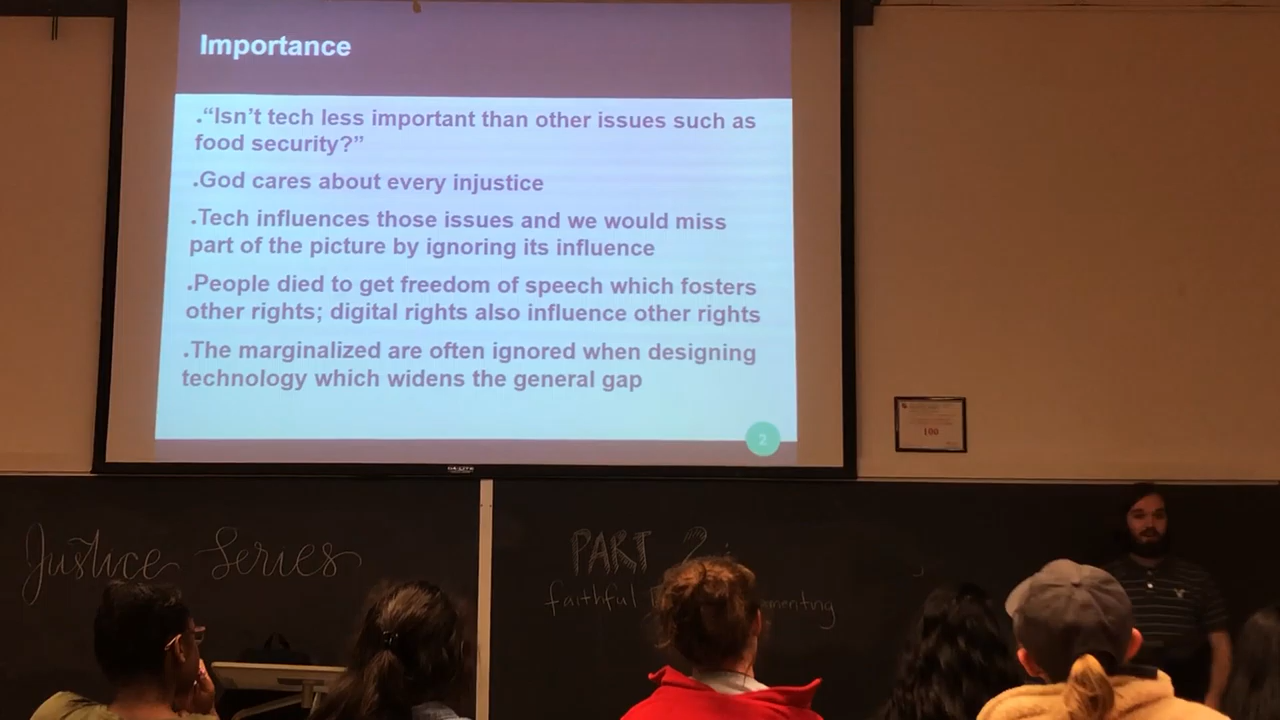 Importance
."Isn't tech less important than other issues such as
food security?"
.God cares about every injustice
.Tech influences those issues and we would miss
part of the picture by ignoring its influence
.People died to get freedom of speech which fosters
other rights; digital rights also influence other rights
.The marginalized are often ignored when designing
technology which widens the general gap
2
100
Justice Series
PART 2:
faithful